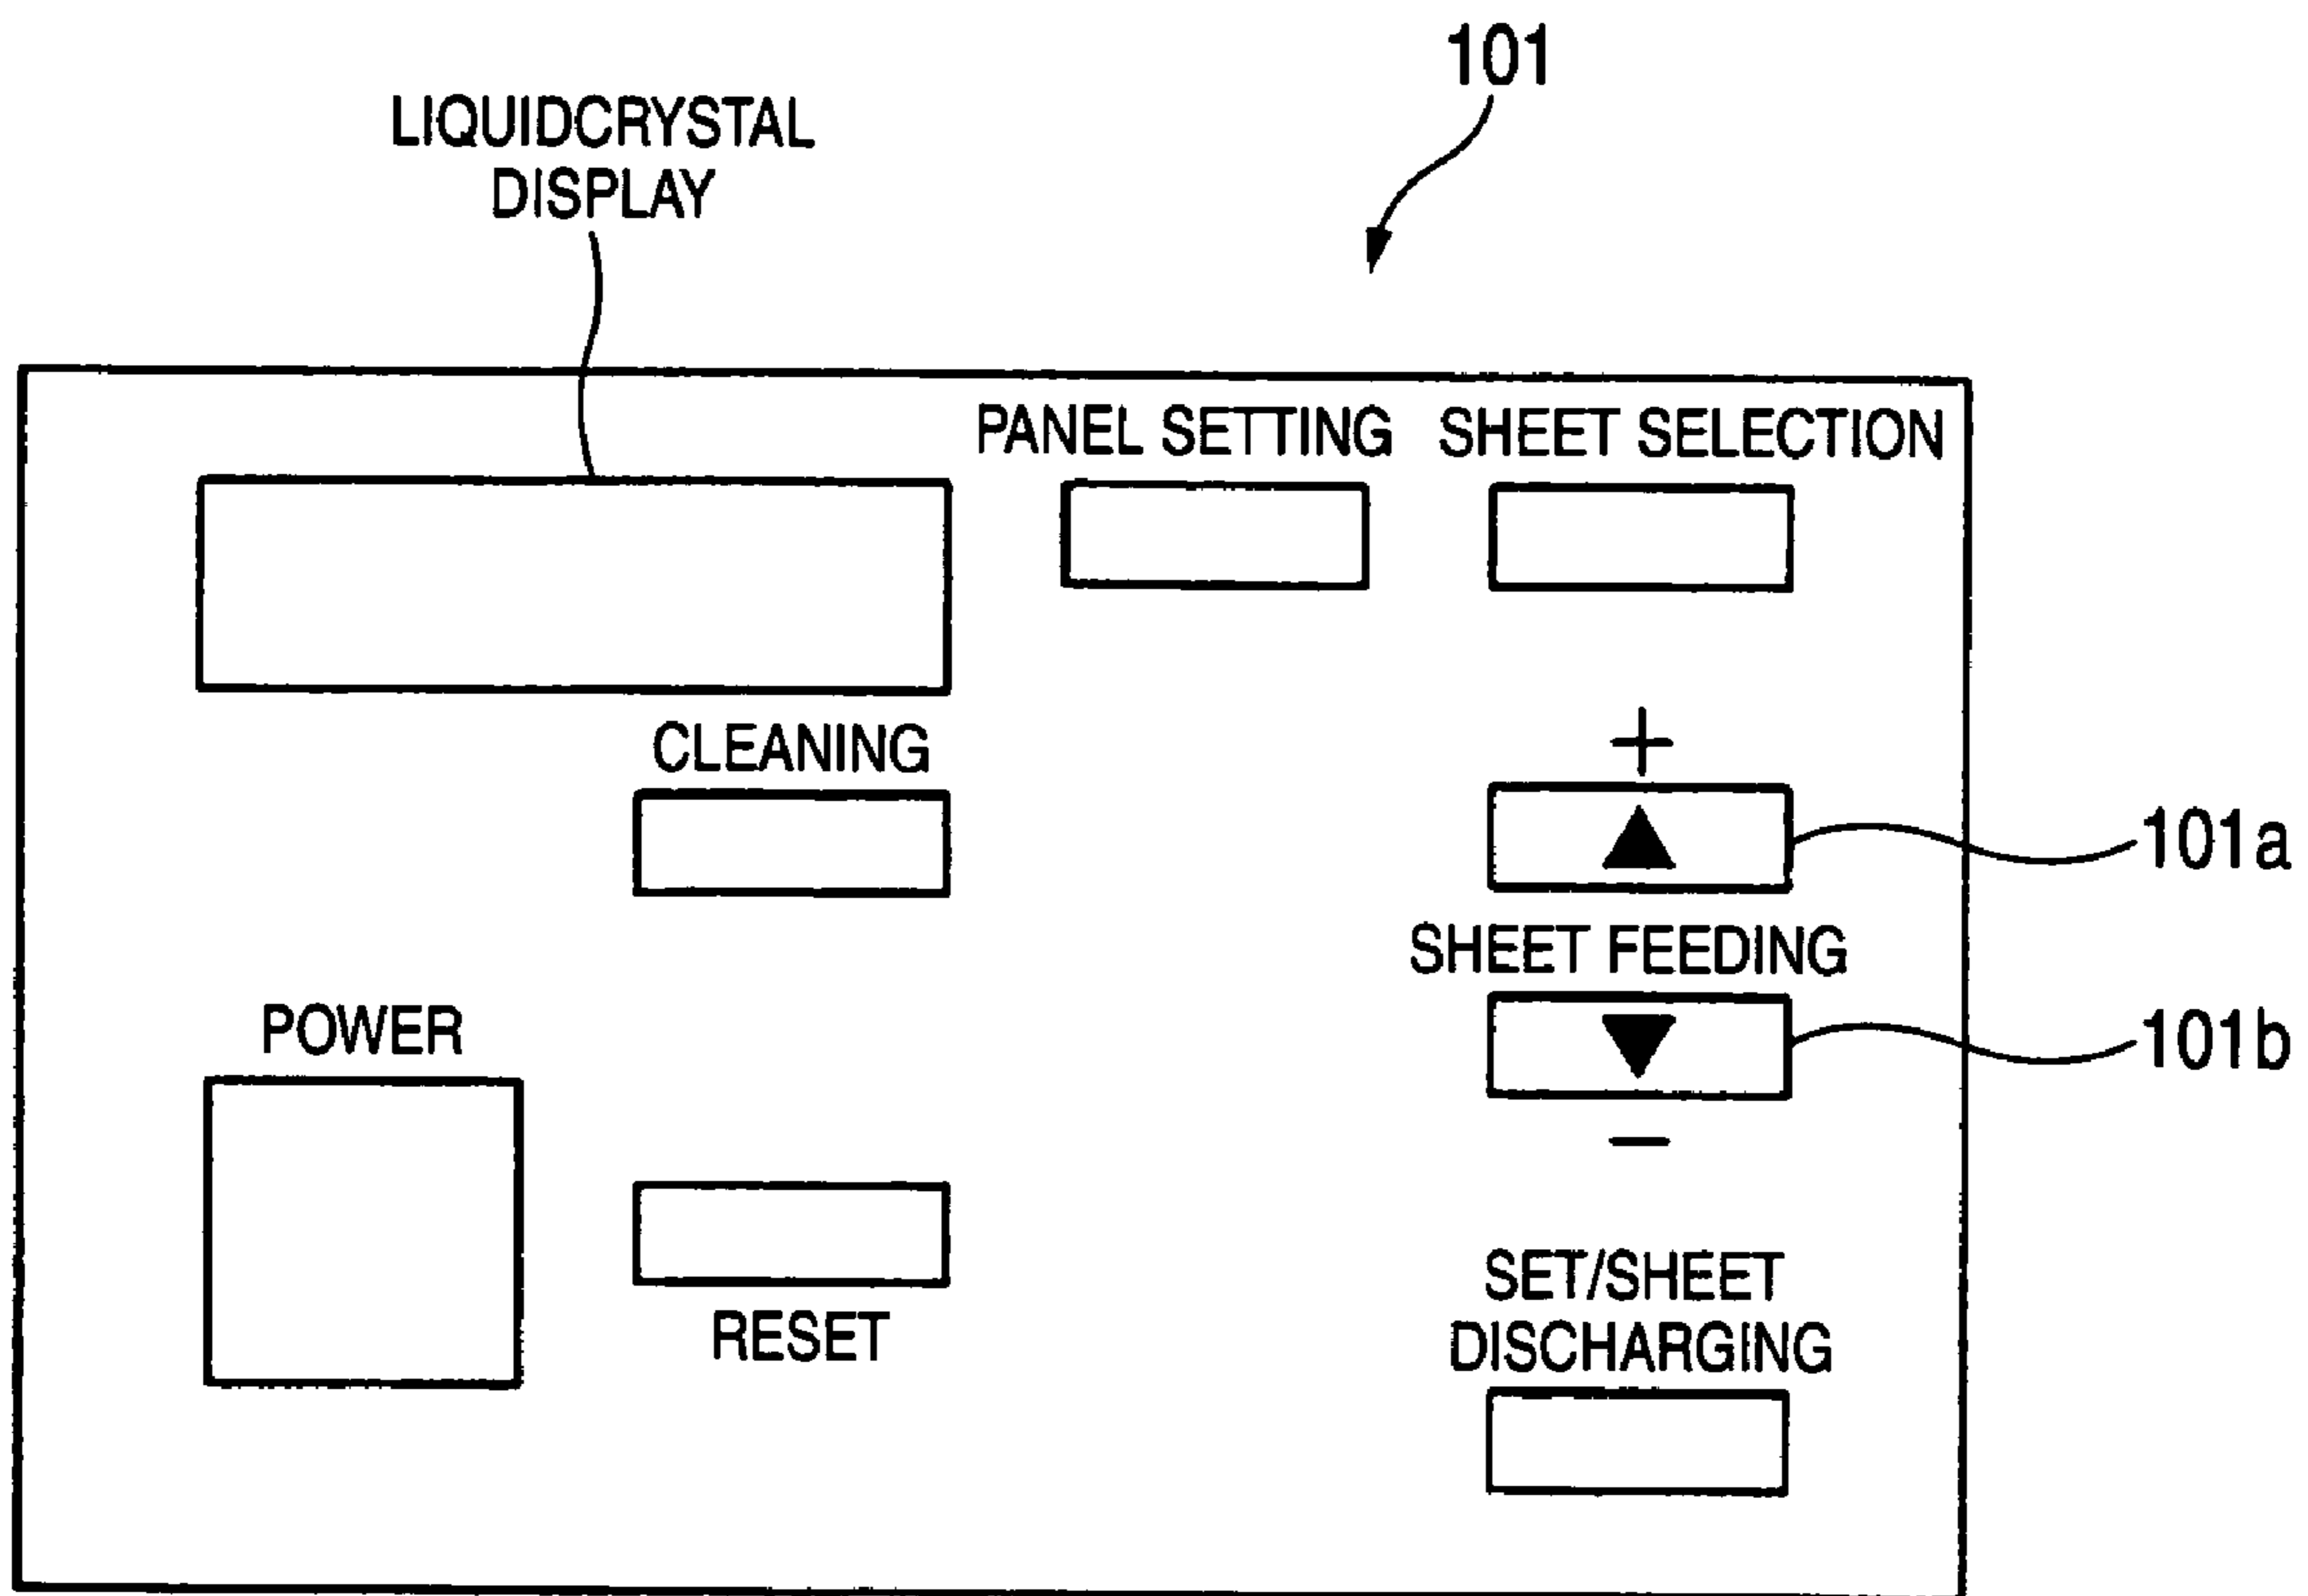 101
LIQUIDCRYSTAL
DISPLAY
PANEL SETTING
SHEET SELECTION
CLEANING
+
101a
SHEET FEEDING
POWER
101b
−
SET/SHEET
DISCHARGING
RESET